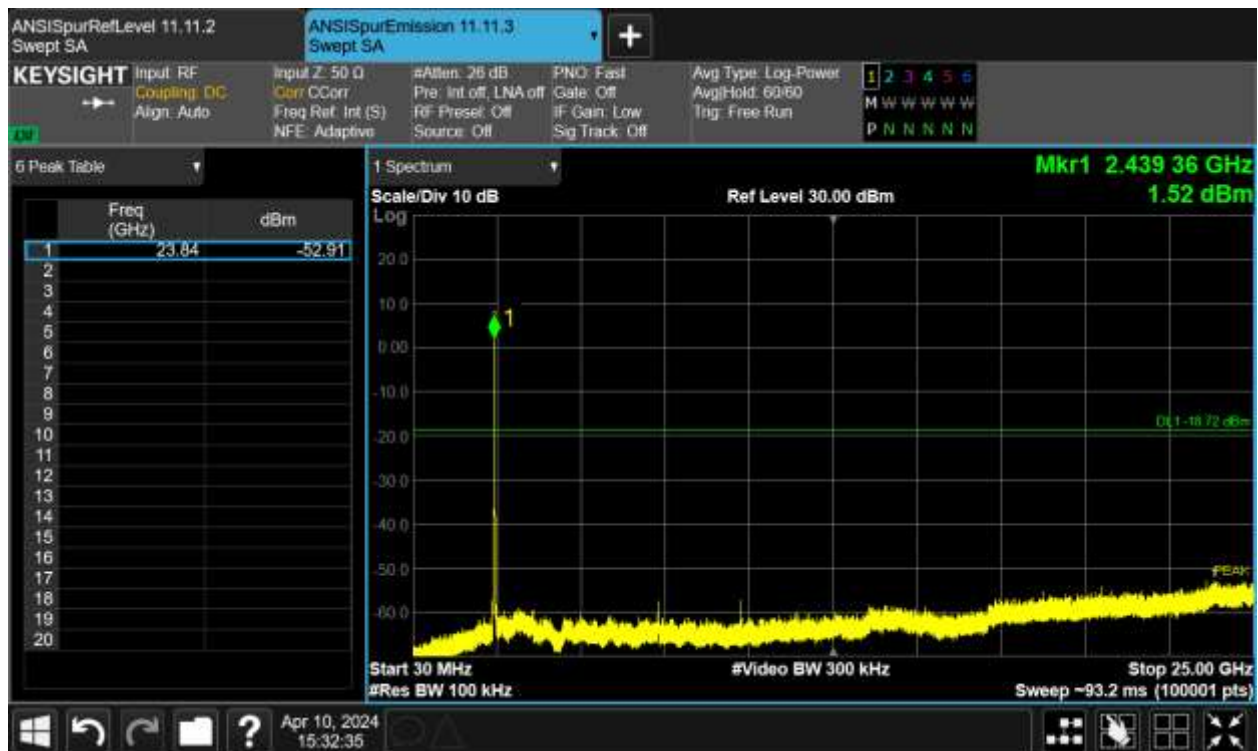 ANSISpurRefLevel 11.11.2
Swept SA
ANSISpurEmission 11.11.3
Swept SA
+
KEYSIGHT
Input: RF
Coupling: DC
Align: Auto
Input Z: 50 Ω
Corr CCorr
Freq Ref: Int (S)
NFE: Adaptive
#Atten: 26 dB
Pre: Int off, LNA off
RF Presel: Off
Source: Off
PNO: Fast
Gate: Off
IF Gain: Low
Sig Track: Off
Avg Type: Log-Power
Avg|Hold: 60/60
Trig: Free Run
1 2 3 4 5 6
M W W W W W W
P N N N N N N
6 Peak Table
Freq
(GHz)
dBm
1 23.84 -52.91
2
3
4
5
6
7
8
9
10
11
12
13
14
15
16
17
18
19
20
1 Spectrum
Mkr1 2.439 36 GHz
Scale/Div 10 dB
Ref Level 30.00 dBm
1.52 dBm
Log
20.0
10.0
1
0.00
-10.0
DL1 -18.72 dBm
-20.0
-30.0
-40.0
-50.0
PEAK
-60.0
Start 30 MHz
#Video BW 300 kHz
Stop 25.00 GHz
#Res BW 100 kHz
Sweep ~93.2 ms (100001 pts)
?
Apr 10, 2024
15:32:35